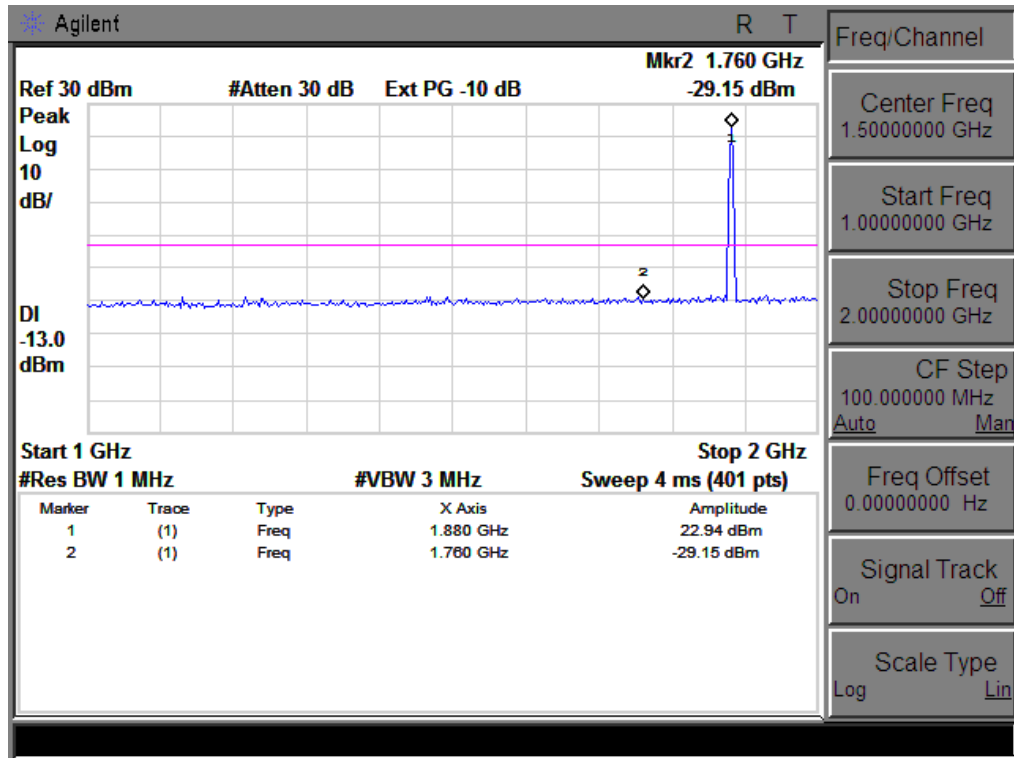 Agilent R T
Mkr2 1.760 GHz
Ref 30 dBm #Atten 30 dB Ext PG -10 dB -29.15 dBm
Peak
Log
10
dB/
1
2
DI
-13.0
dBm
Start 1 GHz Stop 2 GHz
#Res BW 1 MHz #VBW 3 MHz Sweep 4 ms (401 pts)
Marker Trace Type X Axis Amplitude
1 (1) Freq 1.880 GHz 22.94 dBm
2 (1) Freq 1.760 GHz -29.15 dBm
Freq/Channel
Center Freq
1.50000000 GHz
Start Freq
1.00000000 GHz
Stop Freq
2.00000000 GHz
CF Step
100.000000 MHz
Auto Man
Freq Offset
0.00000000 Hz
Signal Track
On Off
Scale Type
Log Lin